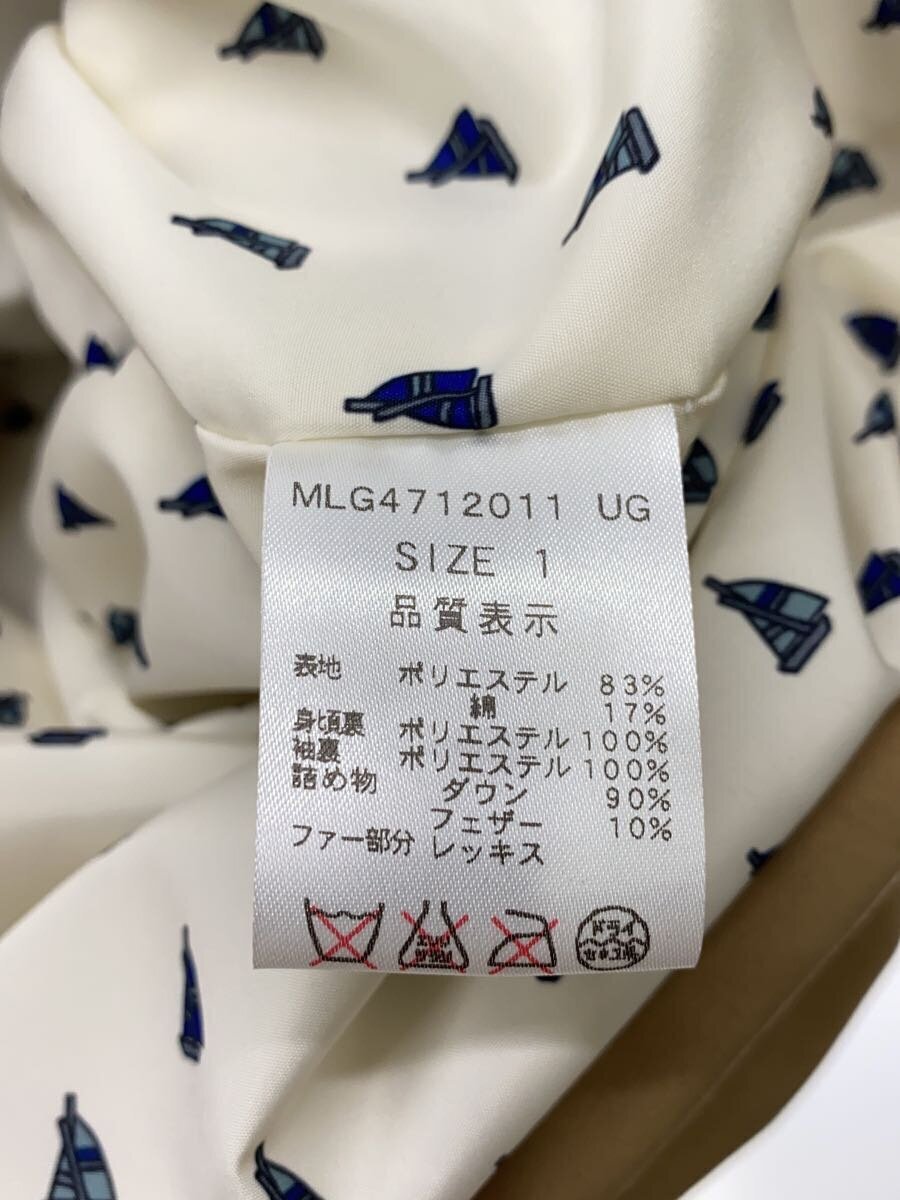 MLG4712011 UG
SIZE 1
品質表示
表地 ポリエステル 83%
綿 17%
身頃裏 ポリエステル 100%
袖裏 ポリエステル 100%
詰め物 ダウン 90%
フェザー 10%
ファー部分 レッキス
ドライ